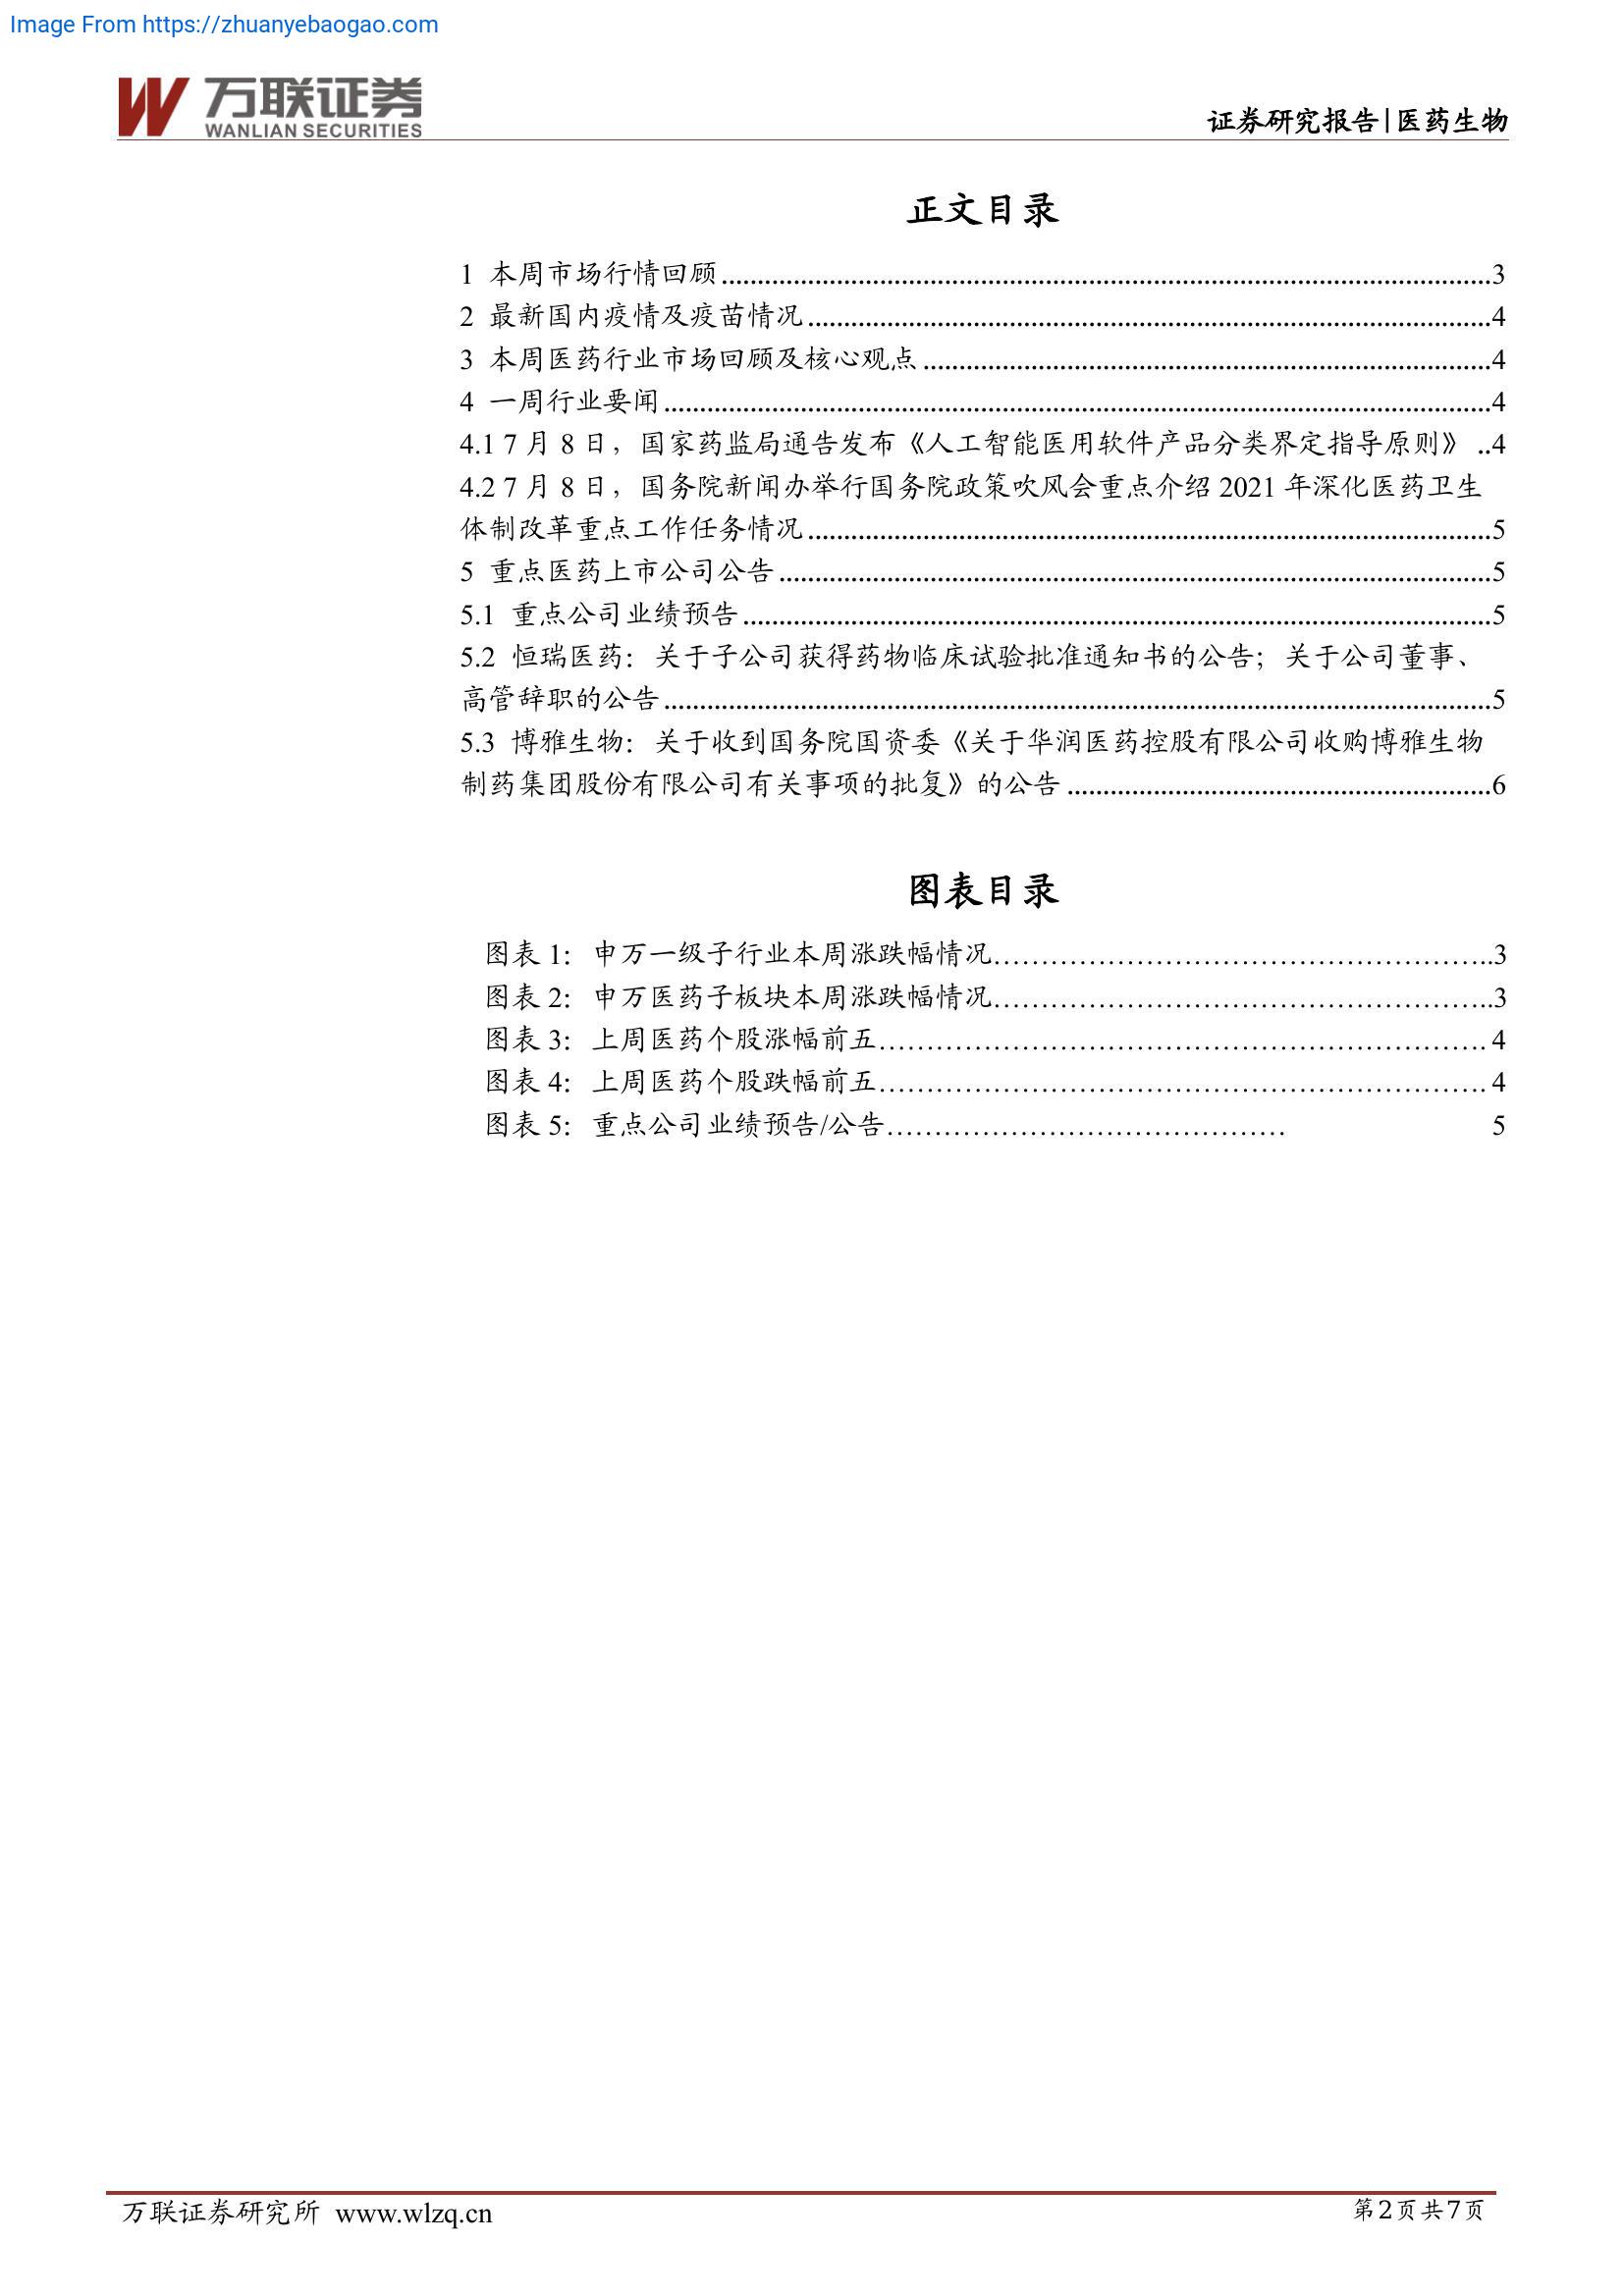 Image From https://zhuanyebaogao.com
万联证券
WANLIAN SECURITIES
证券研究报告|医药生物
正文目录
1 本周市场行情回顾......3
2 最新国内疫情及疫苗情况......4
3 本周医药行业市场回顾及核心观点......4
4 一周行业要闻......4
4.1 7 月 8 日，国家药监局通告发布《人工智能医用软件产品分类界定指导原则》 ..4
4.2 7 月 8 日，国务院新闻办举行国务院政策吹风会重点介绍 2021 年深化医药卫生
体制改革重点工作任务情况......5
5 重点医药上市公司公告......5
5.1 重点公司业绩预告......5
5.2 恒瑞医药：关于子公司获得药物临床试验批准通知书的公告；关于公司董事、
高管辞职的公告......5
5.3 博雅生物：关于收到国务院国资委《关于华润医药控股有限公司收购博雅生物
制药集团股份有限公司有关事项的批复》的公告......6
图表目录
图表 1：申万一级子行业本周涨跌幅情况......3
图表 2：申万医药子板块本周涨跌幅情况......3
图表 3：上周医药个股涨幅前五...... 4
图表 4：上周医药个股跌幅前五...... 4
图表 5：重点公司业绩预告/公告...... 5
万联证券研究所 www.wlzq.cn
第2页共7页